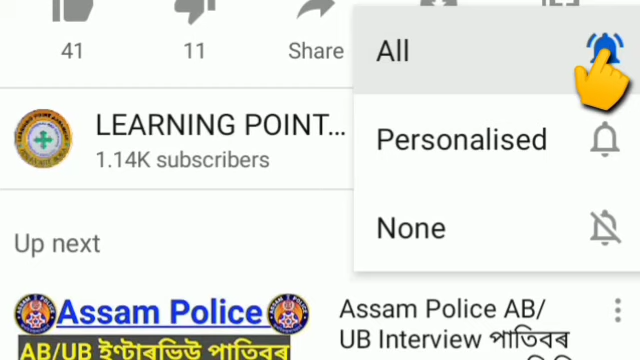 41
11
Share
All
LEARNING POINT...
1.14K subscribers
Personalised
None
Up next
Assam Police
AB/UB ইণ্টাৰভিউ পাতিবৰ
Assam Police AB/
UB Interview পাতিবৰ